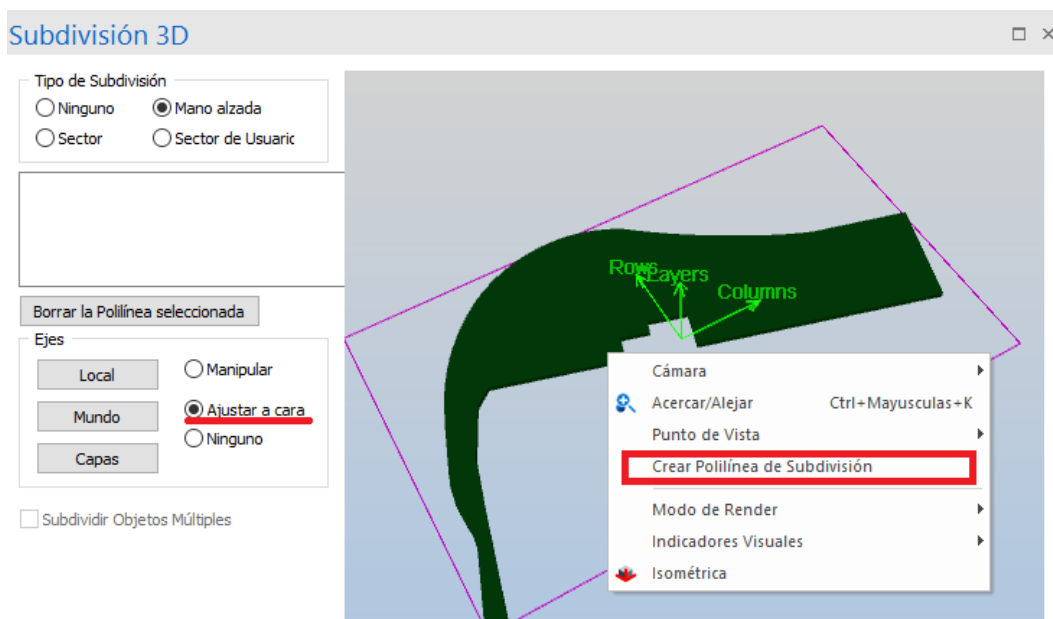 Subdivisión 3D
Tipo de Subdivisión
Ninguno
Mano alzada
Sector
Sector de Usuaric
Borrar la Polilínea seleccionada
Ejes
Local
Manipular
Mundo
Ajustar a cara
Capas
Ninguno
Subdividir Objetos Múltiples
Rows
Layers
Columns
Cámara
Acercar/Alejar Ctrl+Mayusculas+K
Punto de Vista
Crear Polilínea de Subdivisión
Modo de Render
Indicadores Visuales
Isométrica